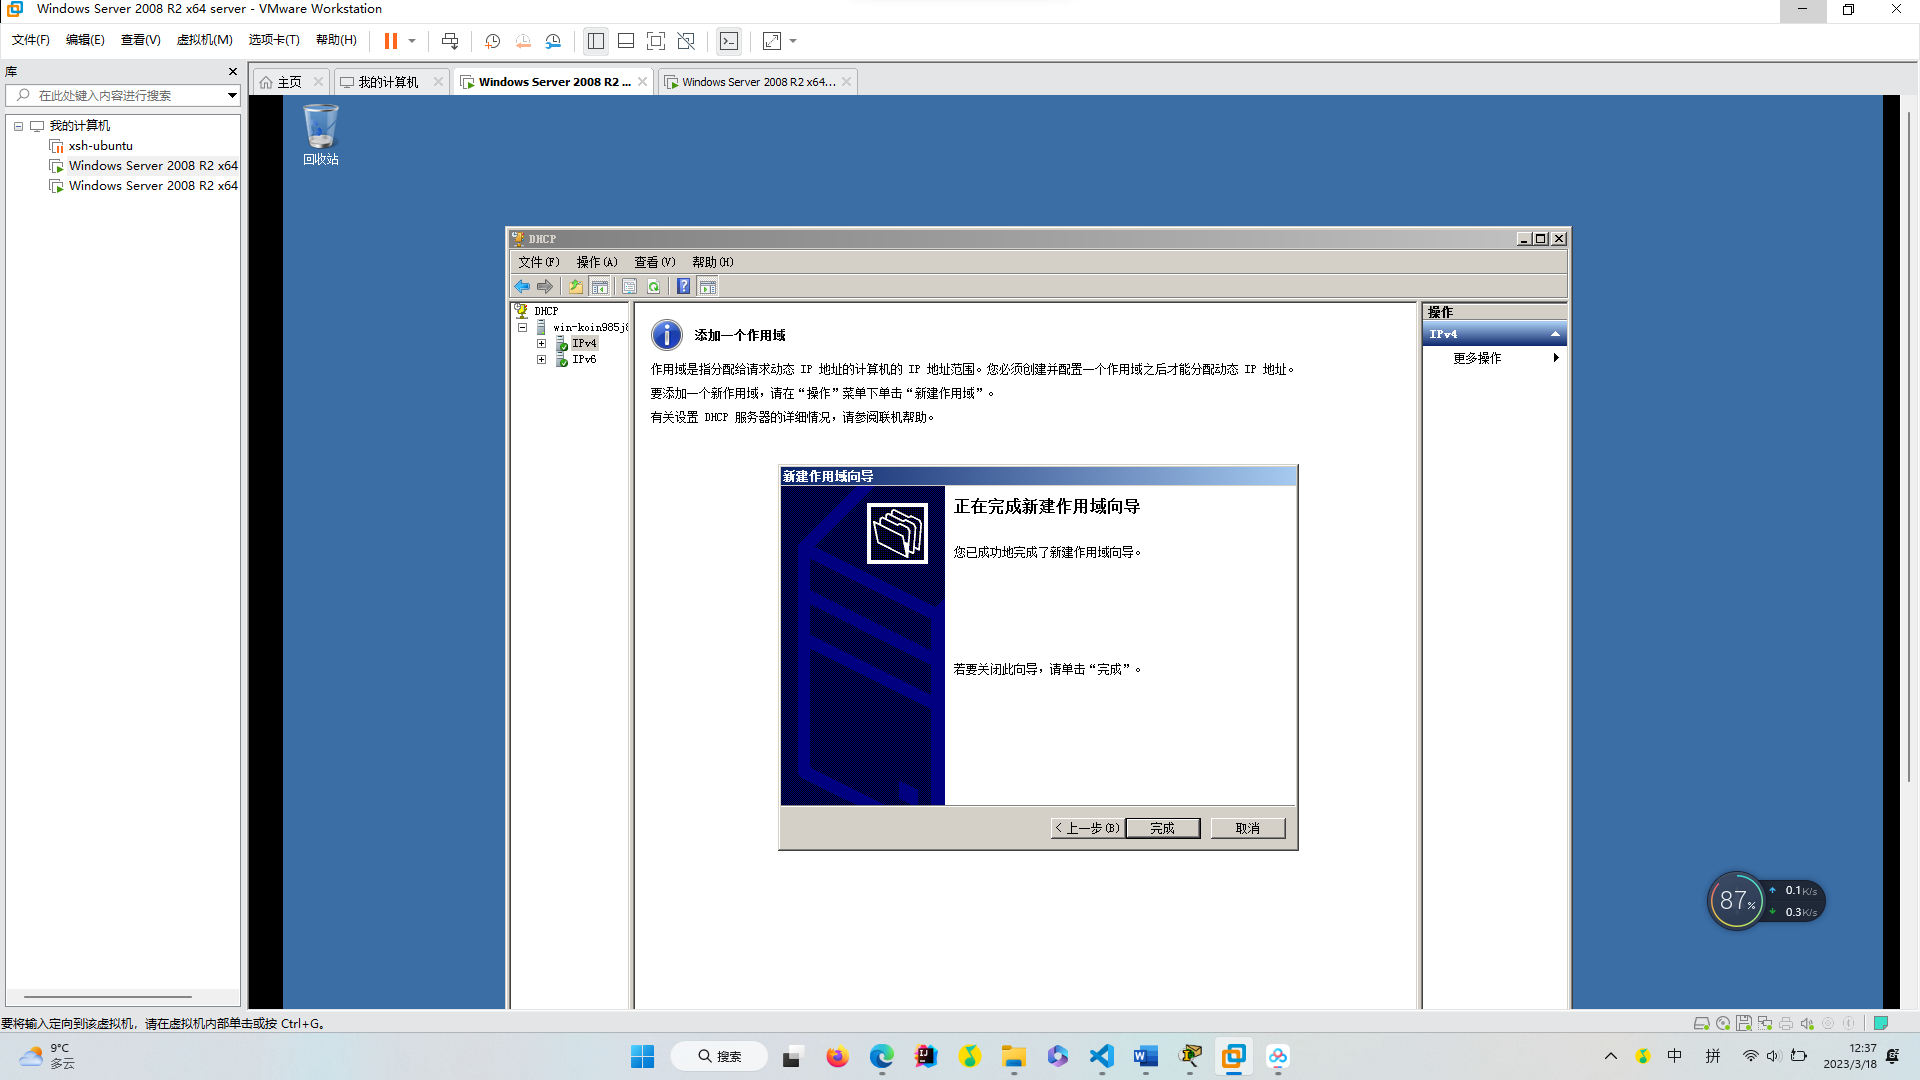 Windows Server 2008 R2 x64 server - VMware Workstation
文件(F) 编辑(E) 查看(V) 虚拟机(M) 选项卡(T) 帮助(H)
库
在此处键入内容进行搜索
我的计算机
xsh-ubuntu
Windows Server 2008 R2 x64
Windows Server 2008 R2 x64
主页 我的计算机 Windows Server 2008 R2 ... Windows Server 2008 R2 x64...
回收站
DHCP
文件(F) 操作(A) 查看(V) 帮助(H)
DHCP
win-koin985j8
IPv4
IPv6
添加一个作用域
作用域是指分配给请求动态 IP 地址的计算机的 IP 地址范围。您必须创建并配置一个作用域之后才能分配动态 IP 地址。
要添加一个新作用域，请在“操作”菜单下单击“新建作用域”。
有关设置 DHCP 服务器的详细情况，请参阅联机帮助。
操作
IPv4
更多操作
新建作用域向导
正在完成新建作用域向导
您已成功地完成了新建作用域向导。
若要关闭此向导，请单击“完成”。
< 上一步(B) 完成 取消
87%
0.1K/s
0.3K/s
要将输入定向到该虚拟机，请在虚拟机内部单击或按 Ctrl+G。
9°C
多云
搜索
中 拼
12:37
2023/3/18